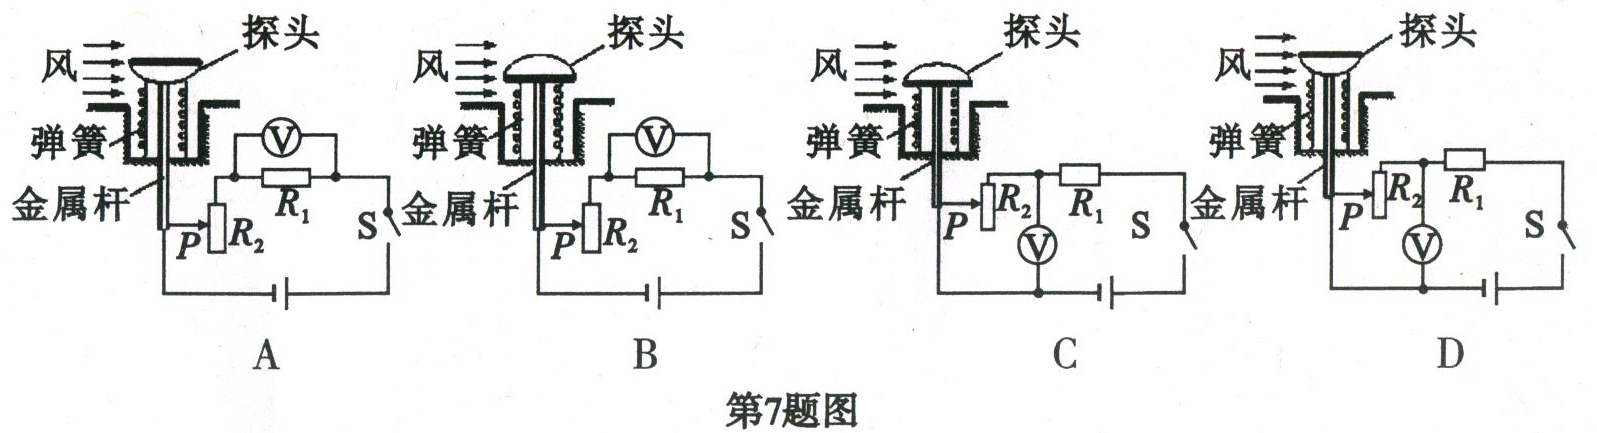 风 探头 弹簧 金属杆 V R₁ P R₂ S
风 探头 弹簧 金属杆 V R₁ P R₂ S
风 探头 弹簧 金属杆 P R₂ R₁ V S
风 探头 弹簧 金属杆 P R₂ R₁ V S
A B C D
第7题图